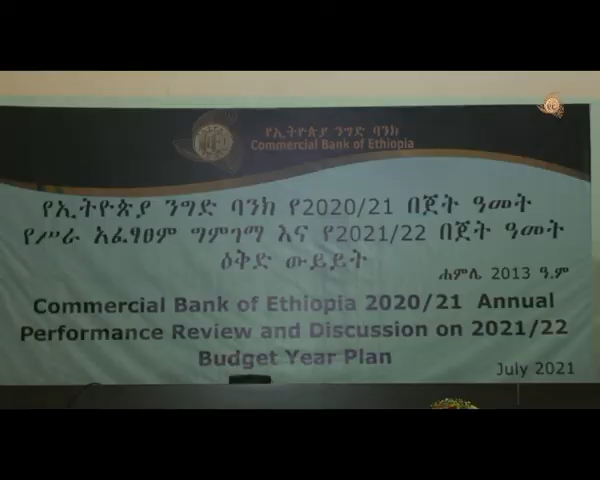 የኢትዮጵያ ንግድ ባንክ
Commercial Bank of Ethiopia
የኢትዮጵያ ንግድ ባንክ የ2020/21 በጀት ዓመት
የሥራ አፈፃፀም ግምገማ እና የ2021/22 በጀት ዓመት
ዕቅድ ውይይት
ሐምሌ 2013 ዓ.ም
Commercial Bank of Ethiopia 2020/21 Annual
Performance Review and Discussion on 2021/22
Budget Year Plan
July 2021